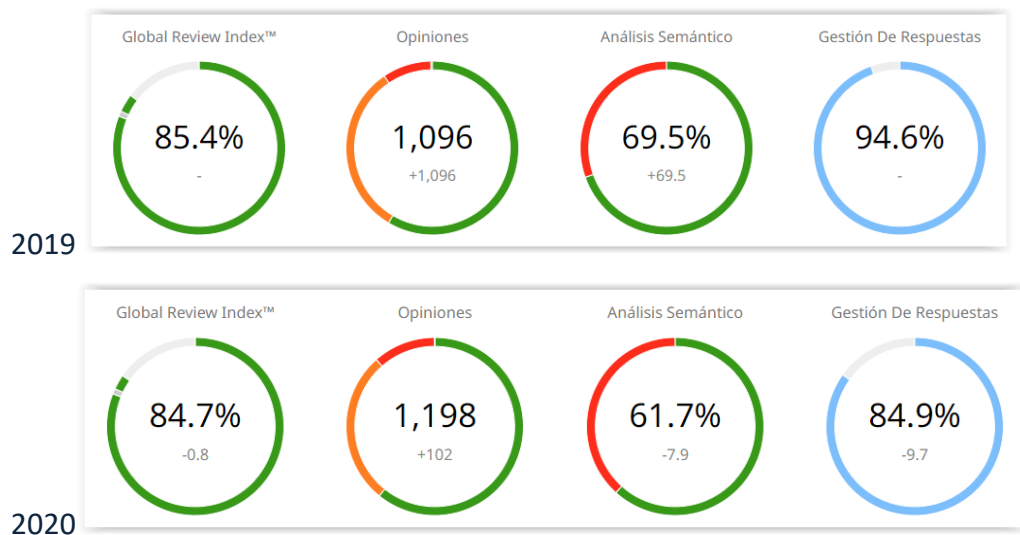 Global Review Index™ Opiniones Análisis Semántico Gestión De Respuestas
85.4% 1,096 69.5% 94.6%
- +1,096 +69.5 -
2019
Global Review Index™ Opiniones Análisis Semántico Gestión De Respuestas
84.7% 1,198 61.7% 84.9%
-0.8 +102 -7.9 -9.7
2020